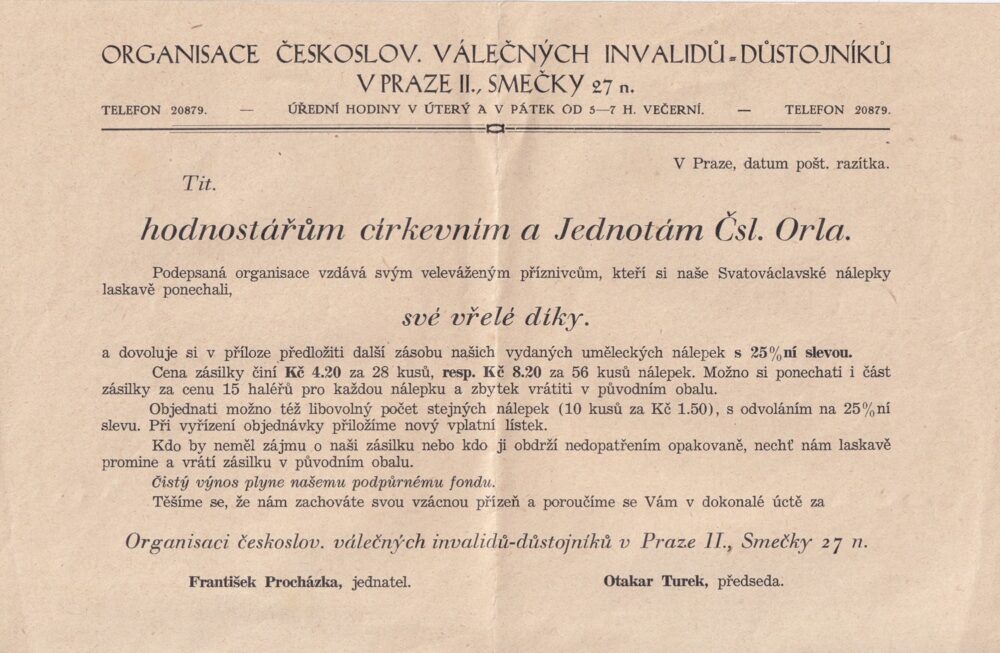 ORGANISACE ČESKOSLOV. VÁLEČNÝCH INVALIDŮ-DŮSTOJNÍKŮ
V PRAZE II., SMEČKY 27 n.
TELEFON 20879. — ÚŘEDNÍ HODINY V ÚTERÝ A V PÁTEK OD 5—7 H. VEČERNÍ. — TELEFON 20879.
V Praze, datum pošt. razítka.
Tit.
hodnostářům církevním a Jednotám Čsl. Orla.
Podepsaná organisace vzdává svým veleváženým příznivcům, kteří si naše Svatováclavské nálepky
laskavě ponechali,
své vřelé díky.
a dovoluje si v příloze předložiti další zásobu našich vydaných uměleckých nálepek s 25%ní slevou.
Cena zásilky činí Kč 4.20 za 28 kusů, resp. Kč 8.20 za 56 kusů nálepek. Možno si ponechati i část
zásilky za cenu 15 haléřů pro každou nálepku a zbytek vrátiti v původním obalu.
Objednati možno též libovolný počet stejných nálepek (10 kusů za Kč 1.50), s odvoláním na 25%ní
slevu. Při vyřízení objednávky přiložíme nový vplatní lístek.
Kdo by neměl zájmu o naši zásilku nebo kdo ji obdrží nedopatřením opakovaně, nechť nám laskavě
promine a vrátí zásilku v původním obalu.
Čistý výnos plyne našemu podpůrnému fondu.
Těšíme se, že nám zachováte svou vzácnou přízeň a poroučíme se Vám v dokonalé úctě za
Organisaci českoslov. válečných invalidů-důstojníků v Praze II., Smečky 27 n.
František Procházka, jednatel. Otakar Turek, předseda.